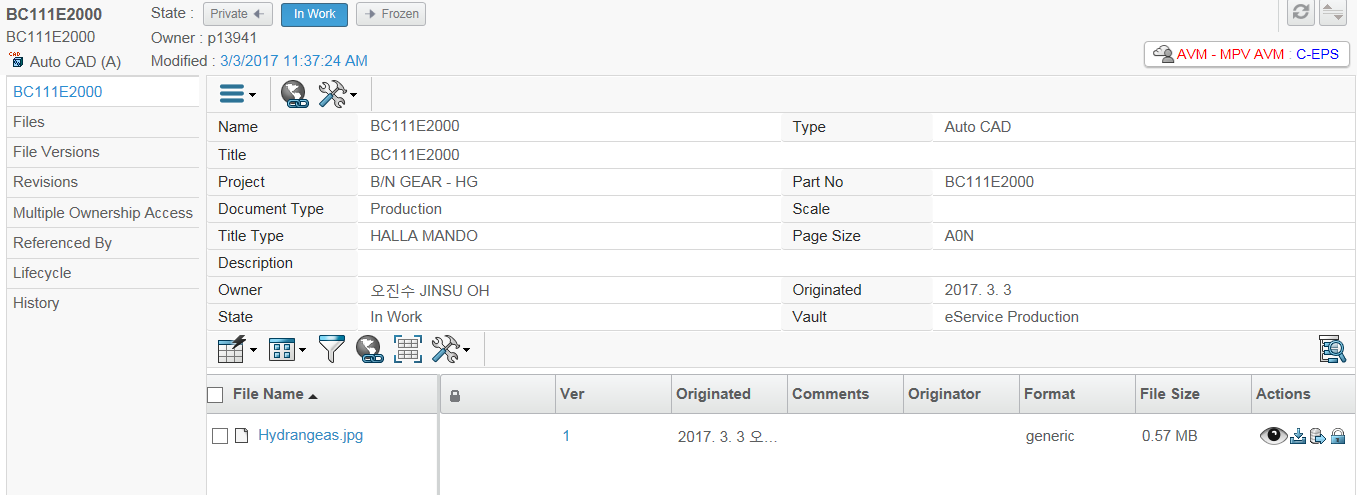 BC111E2000
State : Private In Work Frozen
BC111E2000
Owner : p13941
CAD Auto CAD (A)
Modified : 3/3/2017 11:37:24 AM
AVM - MPV AVM : C-EPS
BC111E2000
Files
File Versions
Revisions
Multiple Ownership Access
Referenced By
Lifecycle
History
Name BC111E2000 Type Auto CAD
Title BC111E2000
Project B/N GEAR - HG Part No BC111E2000
Document Type Production Scale
Title Type HALLA MANDO Page Size A0N
Description
Owner 오진수 JINSU OH Originated 2017. 3. 3
State In Work Vault eService Production
File Name Ver Originated Comments Originator Format File Size Actions
Hydrangeas.jpg 1 2017. 3. 3 오... generic 0.57 MB